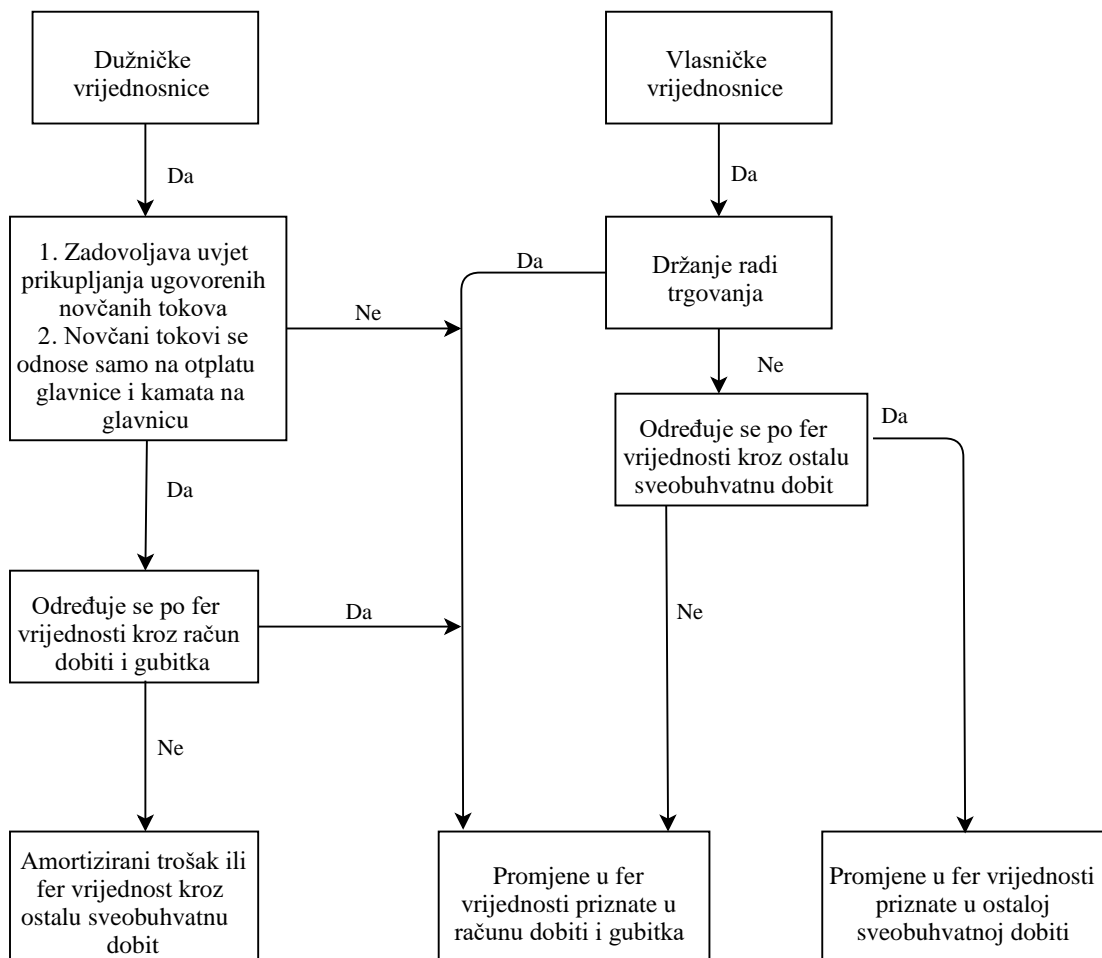 Dužničke
vrijednosnice
Vlasničke
vrijednosnice
Da
Da
1. Zadovoljava uvjet
prikupljanja ugovorenih
novčanih tokova
2. Novčani tokovi se
odnose samo na otplatu
glavnice i kamata na
glavnicu
Ne
Da
Držanje radi
trgovanja
Ne
Određuje se po fer
vrijednosti kroz ostalu
sveobuhvatnu dobit
Da
Da
Određuje se po fer
vrijednosti kroz račun
dobiti i gubitka
Da
Ne
Ne
Amortizirani trošak ili
fer vrijednost kroz
ostalu sveobuhvatnu
dobit
Promjene u fer
vrijednosti priznate u
računu dobiti i gubitka
Promjene u fer vrijednosti
priznate u ostaloj
sveobuhvatnoj dobiti